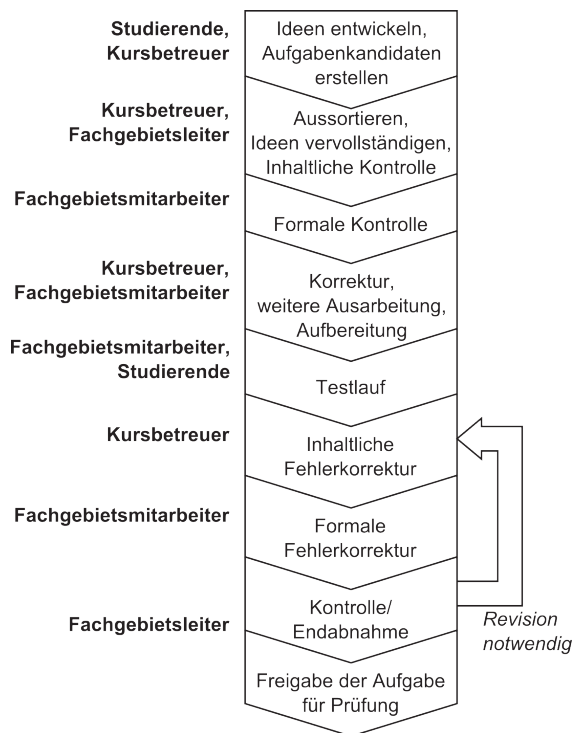 Studierende,
Kursbetreuer
Ideen entwickeln,
Aufgabenkandidaten
erstellen
Kursbetreuer,
Fachgebietsleiter
Aussortieren,
Ideen vervollständigen,
Inhaltliche Kontrolle
Fachgebietsmitarbeiter
Formale Kontrolle
Kursbetreuer,
Fachgebietsmitarbeiter
Korrektur,
weitere Ausarbeitung,
Aufbereitung
Fachgebietsmitarbeiter,
Studierende
Testlauf
Kursbetreuer
Inhaltliche
Fehlerkorrektur
Fachgebietsmitarbeiter
Formale
Fehlerkorrektur
Fachgebietsleiter
Kontrolle/
Endabnahme
Revision
notwendig
Freigabe der Aufgabe
für Prüfung